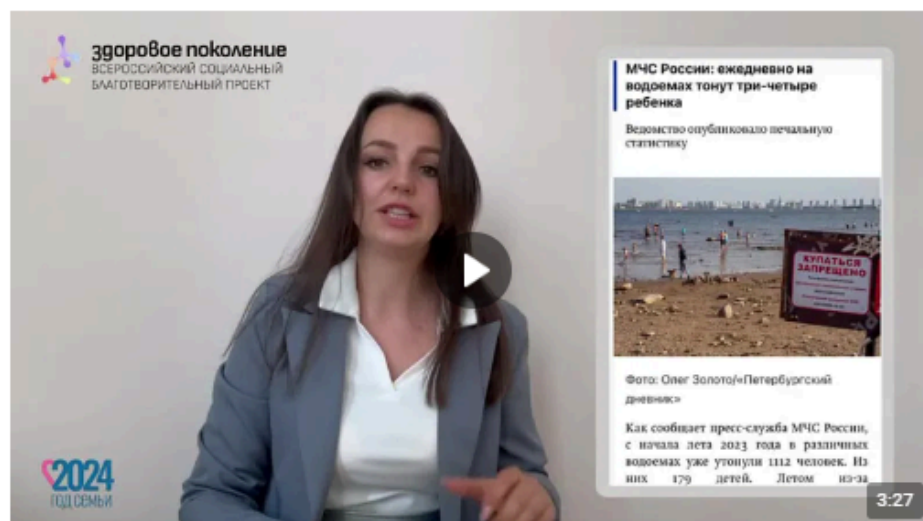 здоровое поколение
ВСЕРОССИЙСКИЙ СОЦИАЛЬНЫЙ
БЛАГОТВОРИТЕЛЬНЫЙ ПРОЕКТ
МЧС России: ежедневно на
водоемах тонут три-четыре
ребенка
Ведомство опубликовало печальную
статистику
КУПАТЬСЯ
ЗАПРЕЩЕНО
Фото: Олег Золото/«Петербургский
дневник»
Как сообщает пресс-служба МЧС России,
с начала лета 2023 года в различных
водоемах уже утонули 1112 человек. Из
них 179 детей. Летом из-за
2024
ГОД СЕМЬИ
3:27